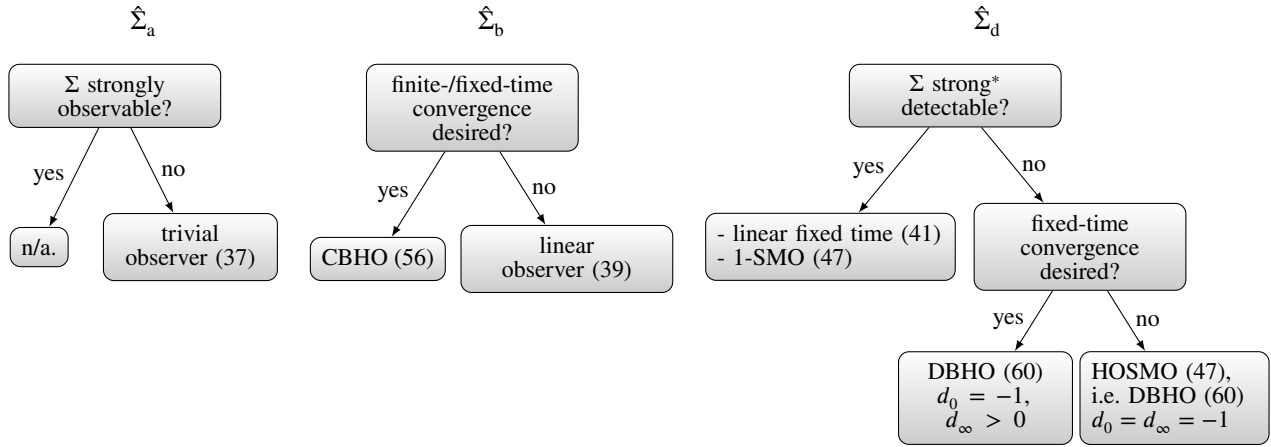 Σ̂a
Σ strongly
observable?
yes
no
n/a.
trivial
observer (37)
Σ̂b
finite-/fixed-time
convergence
desired?
yes
no
CBHO (56)
linear
observer (39)
Σ̂d
Σ strong*
detectable?
yes
no
- linear fixed time (41)
- 1-SMO (47)
fixed-time
convergence
desired?
yes
no
DBHO (60)
d0 = −1,
d∞ > 0
HOSMO (47),
i.e. DBHO (60)
d0 = d∞ = −1